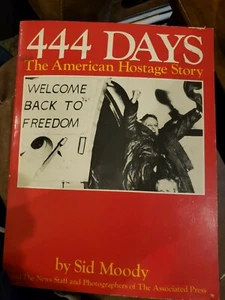 444 DAYS
The American Hostage Story
WELCOME
BACK TO
FREEDOM
by Sid Moody
The News Staff and Photographers of The Associated Press